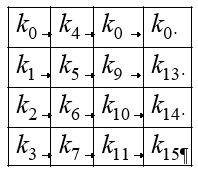 k₀→ k₄→ k₀→ k₀.
k₁→ k₅→ k₉→ k₁₃.
k₂→ k₆→ k₁₀→ k₁₄.
k₃→ k₇→ k₁₁→ k₁₅¶